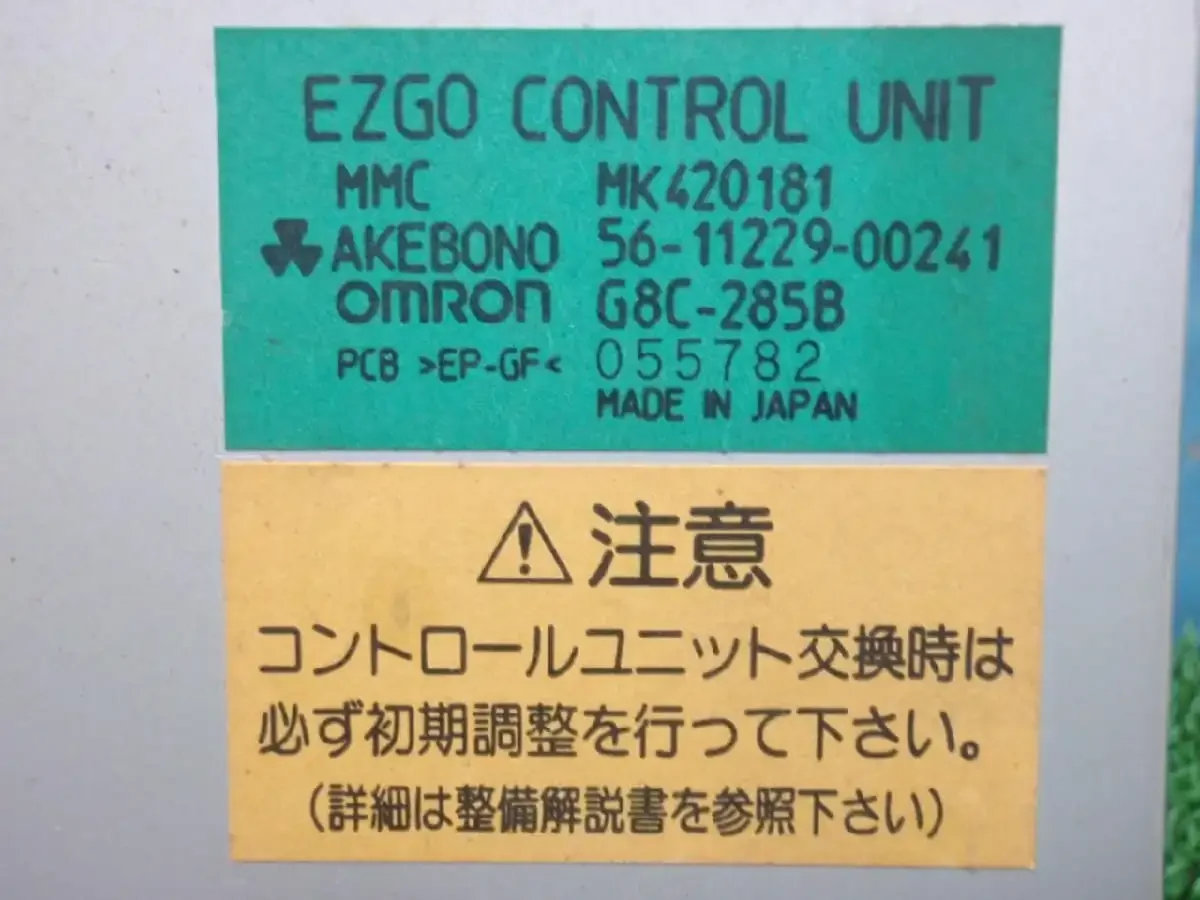 EZGO CONTROL UNIT
MMC MK420181
AKEBONO 56-11229-00241
OMRON G8C-285B
PCB >EP-GF< 055782
MADE IN JAPAN
注意
コントロールユニット交換時は
必ず初期調整を行って下さい。
(詳細は整備解説書を参照下さい)